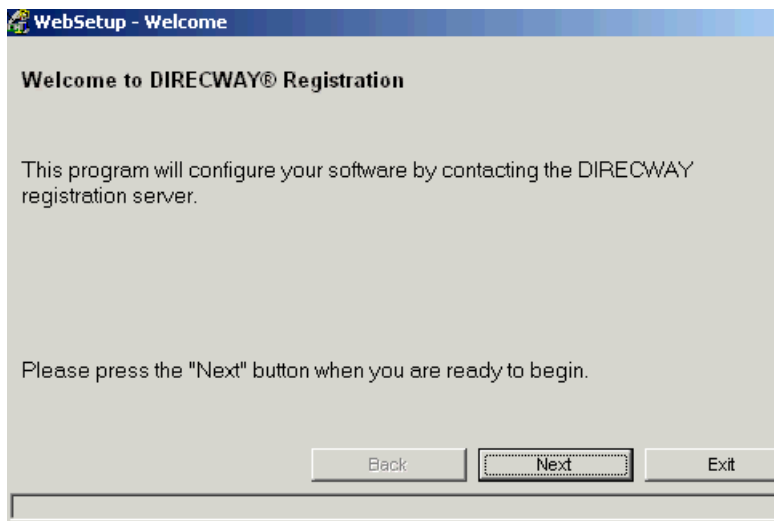 WebSetup - Welcome
Welcome to DIRECWAY® Registration
This program will configure your software by contacting the DIRECWAY
registration server.
Please press the "Next" button when you are ready to begin.
Back Next Exit